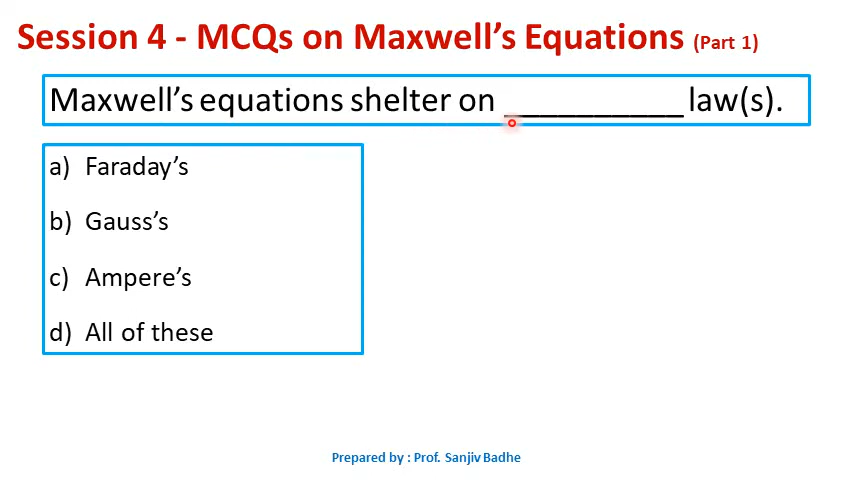 Session 4 - MCQs on Maxwell’s Equations (Part 1)
Maxwell’s equations shelter on __________ law(s).
a) Faraday’s
b) Gauss’s
c) Ampere’s
d) All of these
Prepared by : Prof. Sanjiv Badhe